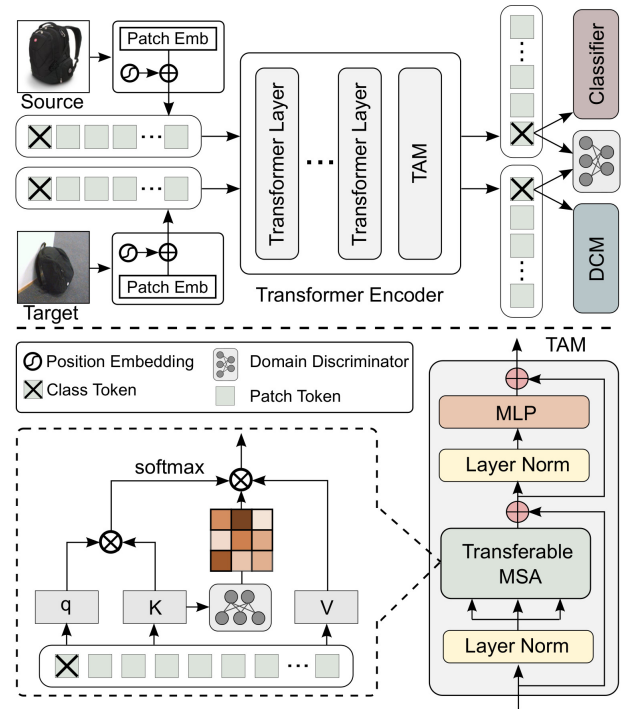 Patch Emb
Source
Transformer Layer
Transformer Layer
TAM
Classifier
DCM
Patch Emb
Target
Transformer Encoder
Position Embedding
Domain Discriminator
Class Token
Patch Token
TAM
MLP
Layer Norm
Transferable
MSA
Layer Norm
softmax
q
K
V